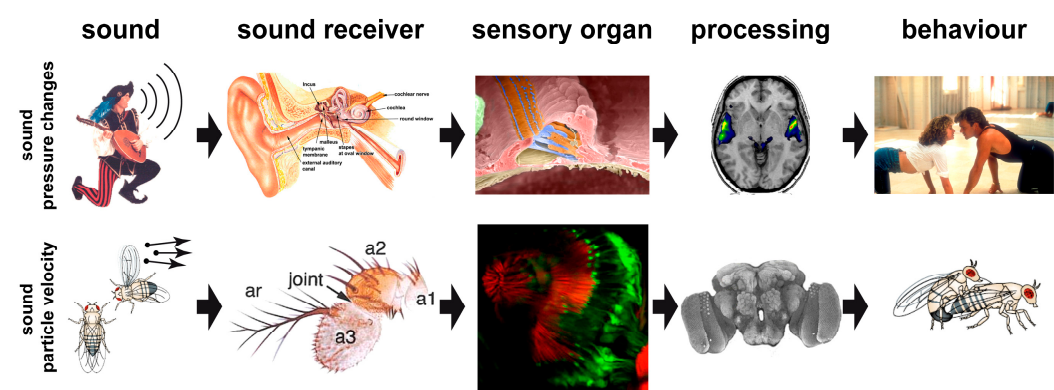 sound
sound receiver
sensory organ
processing
behaviour
sound
pressure changes
incus
cochlear nerve
cochlea
round window
malleus
tympanic
membrane
stapes
at oval window
external auditory
canal
sound
particle velocity
a2
joint
ar
a1
a3